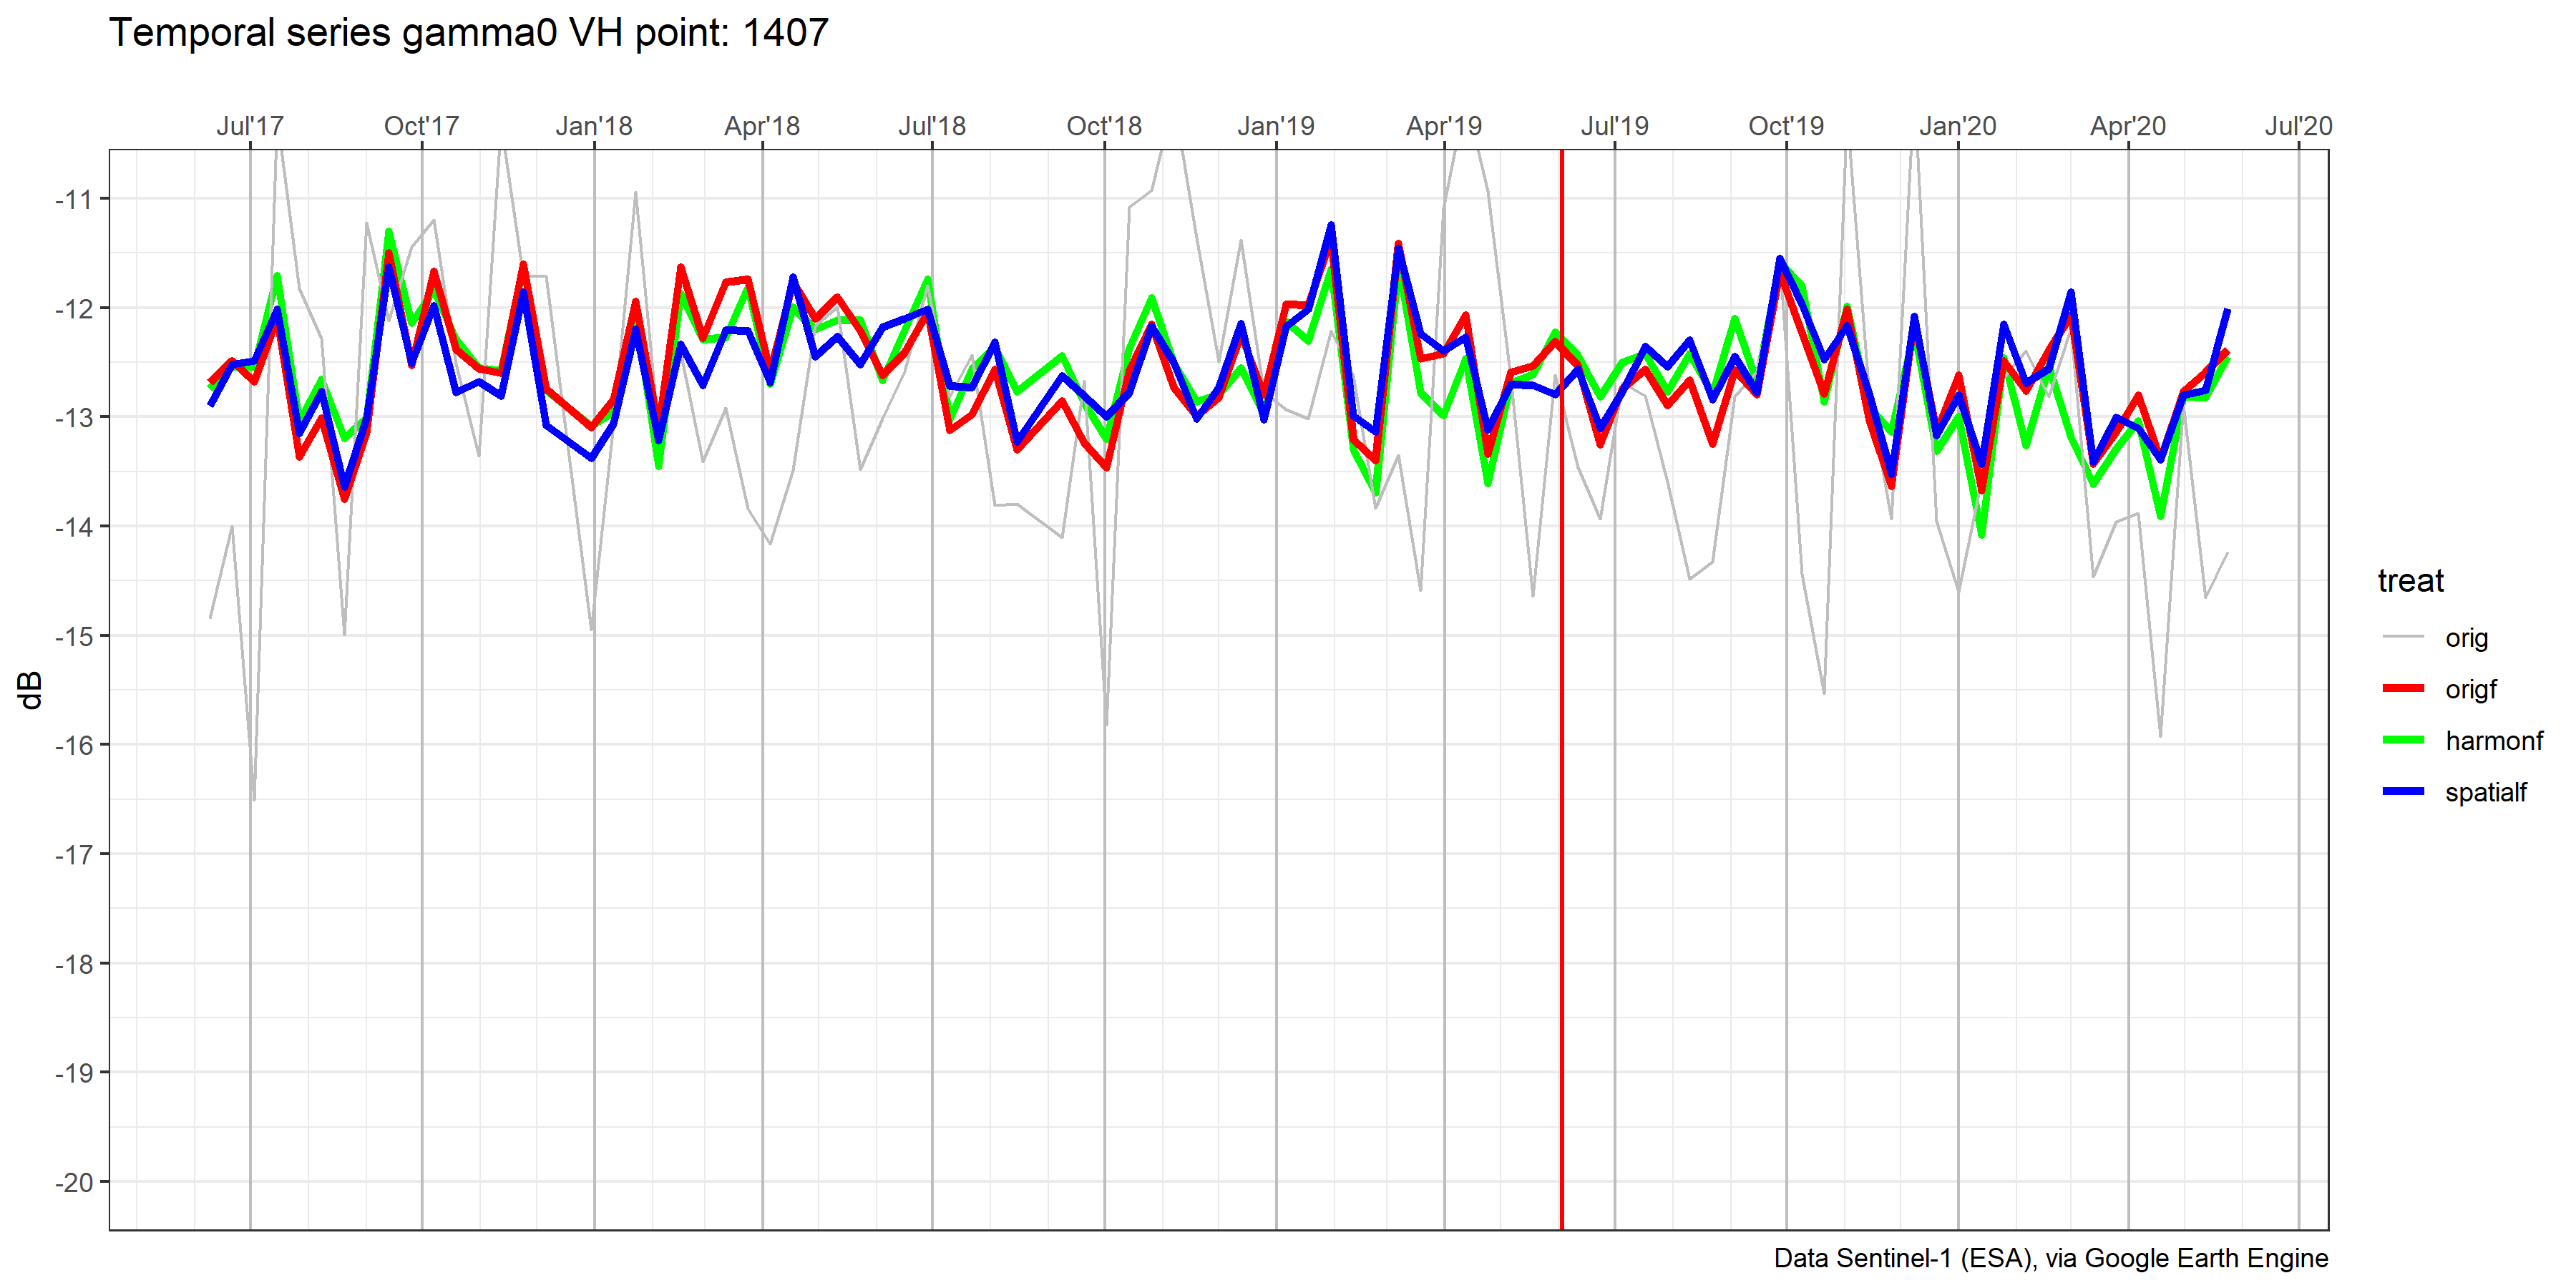 Temporal series gamma0 VH point: 1407
Jul'17 Oct'17 Jan'18 Apr'18 Jul'18 Oct'18 Jan'19 Apr'19 Jul'19 Oct'19 Jan'20 Apr'20 Jul'20
-11
-12
-13
-14
-15
-16
-17
-18
-19
-20
dB
treat
orig
origf
harmonf
spatialf
Data Sentinel-1 (ESA), via Google Earth Engine